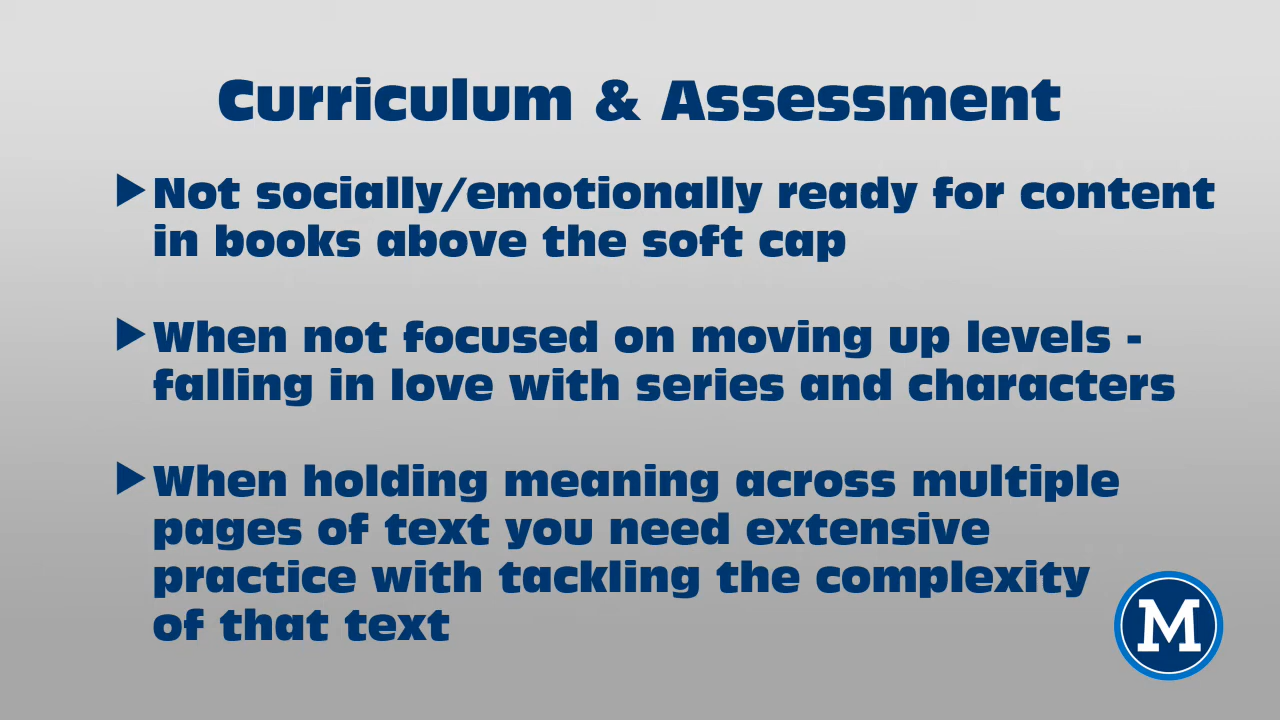 Curriculum & Assessment
Not socially/emotionally ready for content
in books above the soft cap
When not focused on moving up levels -
falling in love with series and characters
When holding meaning across multiple
pages of text you need extensive
practice with tackling the complexity
of that text
M